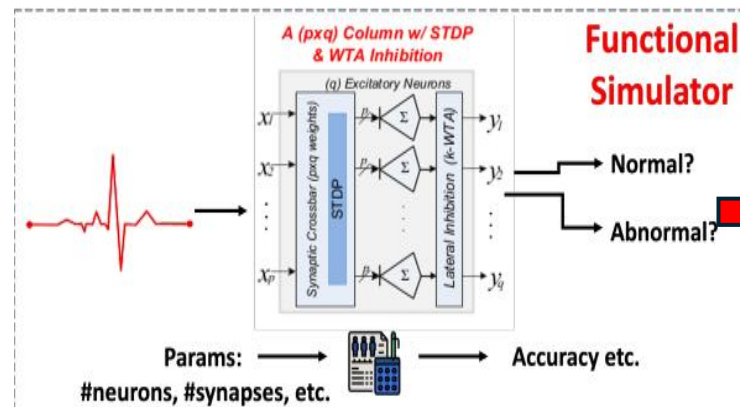 A (pxq) Column w/ STDP
& WTA Inhibition
Functional
Simulator
(q) Excitatory Neurons
Synaptic Crossbar (pxq weights)
STDP
x1
x2
xp
p
Σ
p
Σ
p
Σ
Lateral Inhibition (k-WTA)
y1
y2
yq
Normal?
Abnormal?
Params:
#neurons, #synapses, etc.
Accuracy etc.